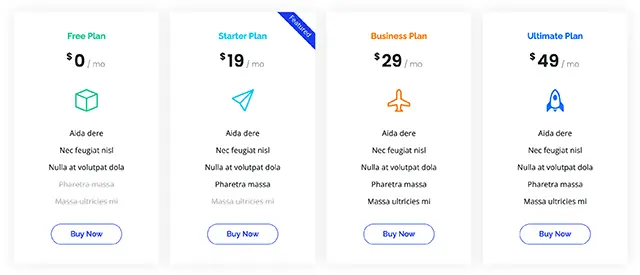 Free Plan
$0 / mo
Aida dere
Nec feugiat nisl
Nulla at volutpat dola
Pharetra massa
Massa ultricies mi
Buy Now
Featured
Starter Plan
$19 / mo
Aida dere
Nec feugiat nisl
Nulla at volutpat dola
Pharetra massa
Massa ultricies mi
Buy Now
Business Plan
$29 / mo
Aida dere
Nec feugiat nisl
Nulla at volutpat dola
Pharetra massa
Massa ultricies mi
Buy Now
Ultimate Plan
$49 / mo
Aida dere
Nec feugiat nisl
Nulla at volutpat dola
Pharetra massa
Massa ultricies mi
Buy Now